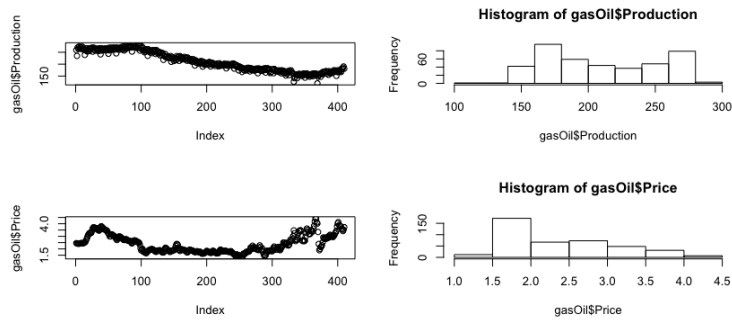 gasOil$Production
150
0 100 200 300 400
Index
Histogram of gasOil$Production
Frequency
0 60
100 150 200 250 300
gasOil$Production
gasOil$Price
1.5 4.0
0 100 200 300 400
Index
Histogram of gasOil$Price
Frequency
0 150
1.0 1.5 2.0 2.5 3.0 3.5 4.0 4.5
gasOil$Price